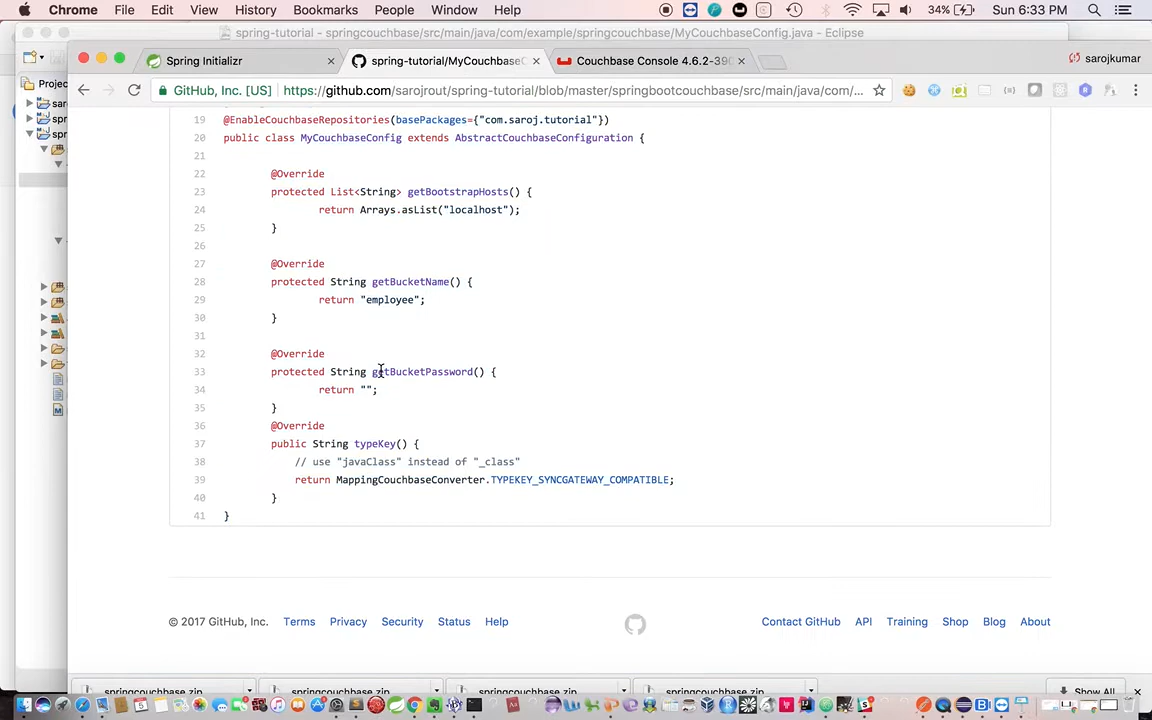 Chrome File Edit View History Bookmarks People Window Help 34% Sun 6:33 PM
spring-tutorial - springcouchbase/src/main/java/com/example/springcouchbase/MyCouchbaseConfig.java - Eclipse
Spring Initializr spring-tutorial/MyCouchbaseC Couchbase Console 4.6.2-390 sarojkumar
GitHub, Inc. [US] https://github.com/sarojrout/spring-tutorial/blob/master/springbootcouchbase/src/main/java/com/...
Projec
19 @EnableCouchbaseRepositories(basePackages={"com.saroj.tutorial"})
20 public class MyCouchbaseConfig extends AbstractCouchbaseConfiguration {
21
22 @Override
23 protected List<String> getBootstrapHosts() {
24 return Arrays.asList("localhost");
25 }
26
27 @Override
28 protected String getBucketName() {
29 return "employee";
30 }
31
32 @Override
33 protected String getBucketPassword() {
34 return "";
35 }
36 @Override
37 public String typeKey() {
38 // use "javaClass" instead of "_class"
39 return MappingCouchbaseConverter.TYPEKEY_SYNCGATEWAY_COMPATIBLE;
40 }
41 }
© 2017 GitHub, Inc. Terms Privacy Security Status Help Contact GitHub API Training Shop Blog About
springcouchbase.zip springcouchbase.zip springcouchbase.zip springcouchbase.zip Show All